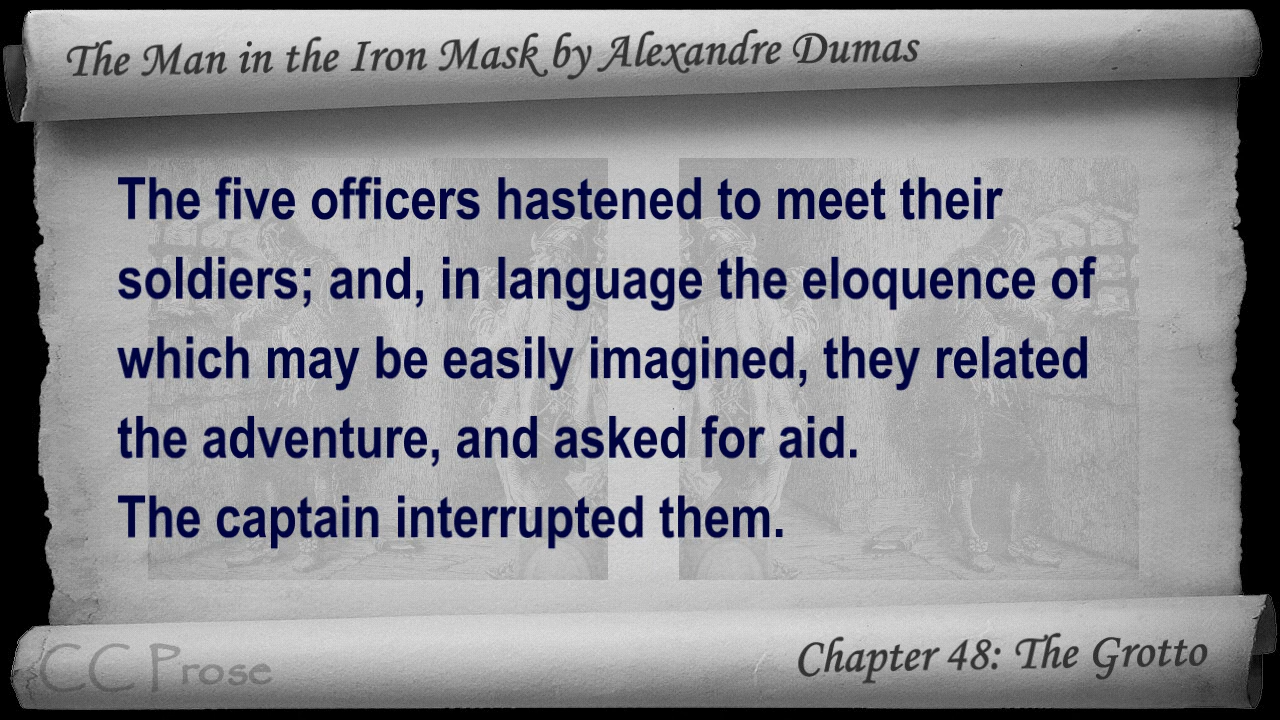 The Man in the Iron Mask by Alexandre Dumas
The five officers hastened to meet their
soldiers; and, in language the eloquence of
which may be easily imagined, they related
the adventure, and asked for aid.
The captain interrupted them.
CC Prose
Chapter 48: The Grotto